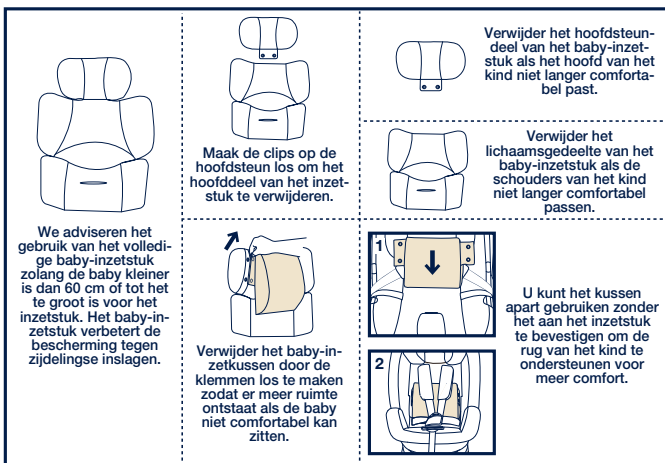 We adviseren het
gebruik van het volledi-
ge baby-inzetstuk
zolang de baby kleiner
is dan 60 cm of tot het
te groot is voor het
inzetstuk. Het baby-in-
zetstuk verbetert de
bescherming tegen
zijdelingse inslagen.
Maak de clips op de
hoofdsteun los om het
hoofddeel van het inzet-
stuk te verwijderen.
Verwijder het hoofdsteun-
deel van het baby-inzet-
stuk als het hoofd van het
kind niet langer comforta-
bel past.
Verwijder het
lichaamsgedeelte van het
baby-inzetstuk als de
schouders van het kind
niet langer comfortabel
passen.
Verwijder het baby-in-
zetkussen door de
klemmen los te maken
zodat er meer ruimte
ontstaat als de baby
niet comfortabel kan
zitten.
1
2
U kunt het kussen
apart gebruiken zonder
het aan het inzetstuk
te bevestigen om de
rug van het kind te
ondersteunen voor
meer comfort.